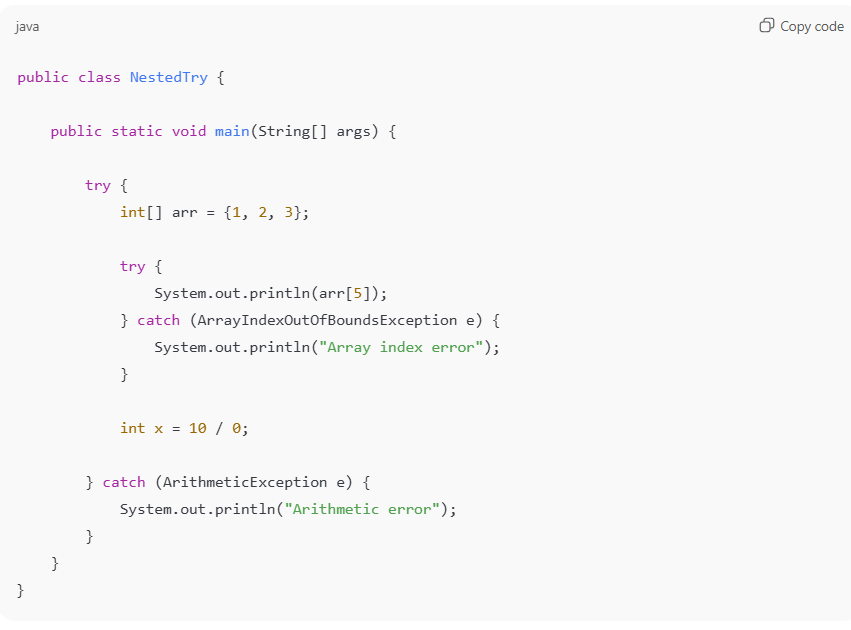 java
Copy code
public class NestedTry {
    public static void main(String[] args) {
        try {
            int[] arr = {1, 2, 3};
            try {
                System.out.println(arr[5]);
            } catch (ArrayIndexOutOfBoundsException e) {
                System.out.println("Array index error");
            }
            int x = 10 / 0;
        } catch (ArithmeticException e) {
            System.out.println("Arithmetic error");
        }
    }
}